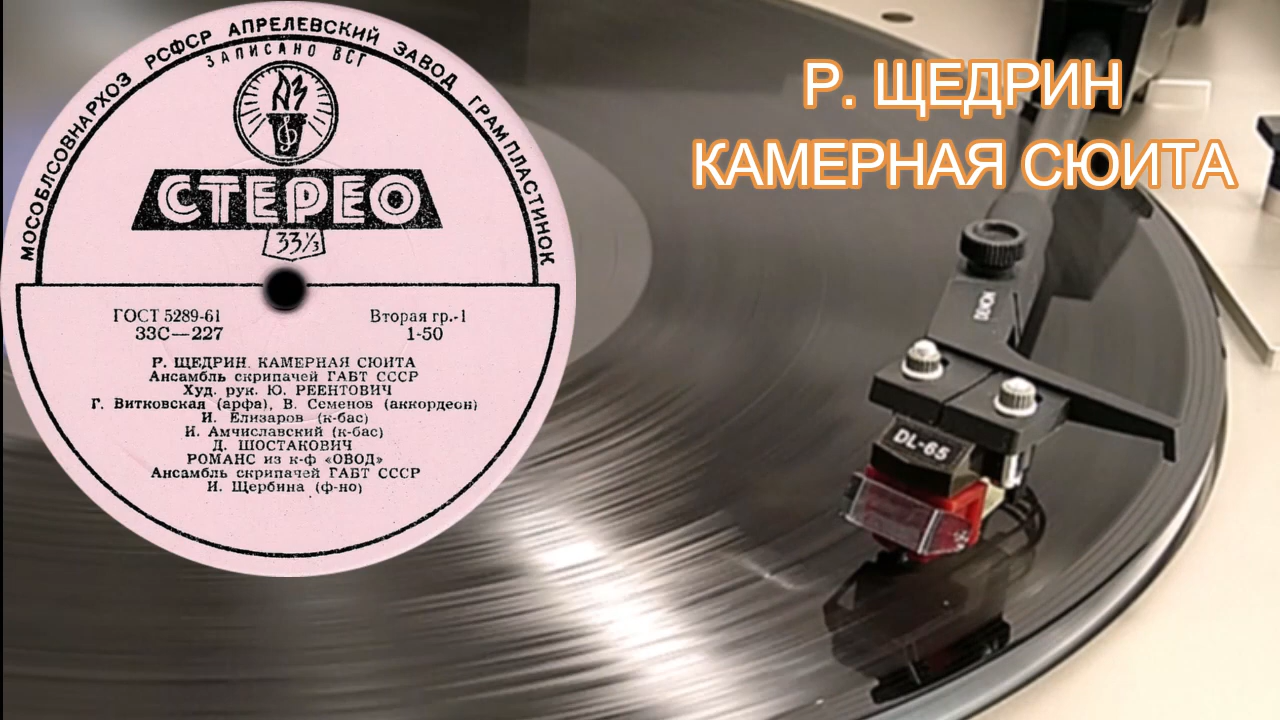 МОСОБЛСОВНАРХОЗ РСФСР АПРЕЛЕВСКИЙ ЗАВОД ГРАМПЛАСТИНОК
ЗАПИСАНО ВСГ
СТЕРЕО
33⅓
ГОСТ 5289-61 Вторая гр.-1
33С—227 1-50
Р. ЩЕДРИН. КАМЕРНАЯ СЮИТА
Ансамбль скрипачей ГАБТ СССР
Худ. рук. Ю. РЕЕНТОВИЧ
Г. Витковская (арфа), В. Семенов (аккордеон)
И. Елизаров (к-бас)
И. Амчиславский (к-бас)
Д. ШОСТАКОВИЧ
РОМАНС из к-ф «ОВОД»
Ансамбль скрипачей ГАБТ СССР
И. Щербина (ф-но)
Р. ЩЕДРИН
КАМЕРНАЯ СЮИТА
DENON
DL-65